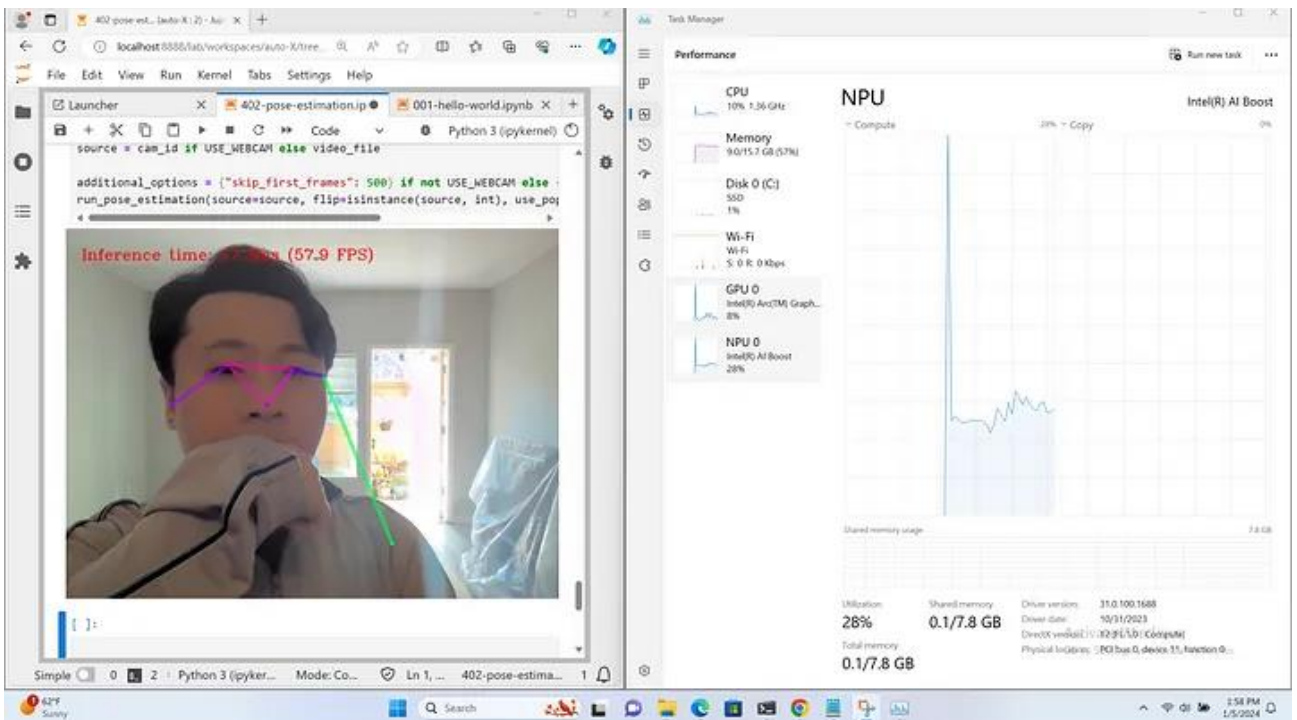 402-pose-est... (auto-X : 2) - Ju
localhost:8888/lab/workspaces/auto-X/tree...
File Edit View Run Kernel Tabs Settings Help
Launcher
402-pose-estimation.ip
001-hello-world.ipynb
Code
Python 3 (ipykernel)
source = cam_id if USE_WEBCAM else video_file
additional_options = {"skip_first_frames": 500} if not USE_WEBCAM else
run_pose_estimation(source=source, flip=isinstance(source, int), use_pop
Inference time: (57.9 FPS)
[ ]:
Simple 0 2 Python 3 (ipyker... Mode: Co... Ln 1, ... 402-pose-estima... 1
Task Manager
Performance
Run new task
CPU
10% 1.36 GHz
Memory
9.0/15.7 GB (57%)
Disk 0 (C:)
SSD
1%
Wi-Fi
Wi-Fi
S: 0 R: 0 Kbps
GPU 0
Intel(R) Arc(TM) Graph...
8%
NPU 0
Intel(R) AI Boost
28%
NPU
Intel(R) AI Boost
Compute
28%
Copy
0%
Shared memory usage
7.8 GB
Utilization
28%
Shared memory
0.1/7.8 GB
Total memory
0.1/7.8 GB
Driver version: 31.0.100.1688
Driver date: 10/31/2023
DirectX version:
Physical location: PCI bus 0, device 11, function 0...
62°F
Sunny
Search
1:58 PM
1/5/2024